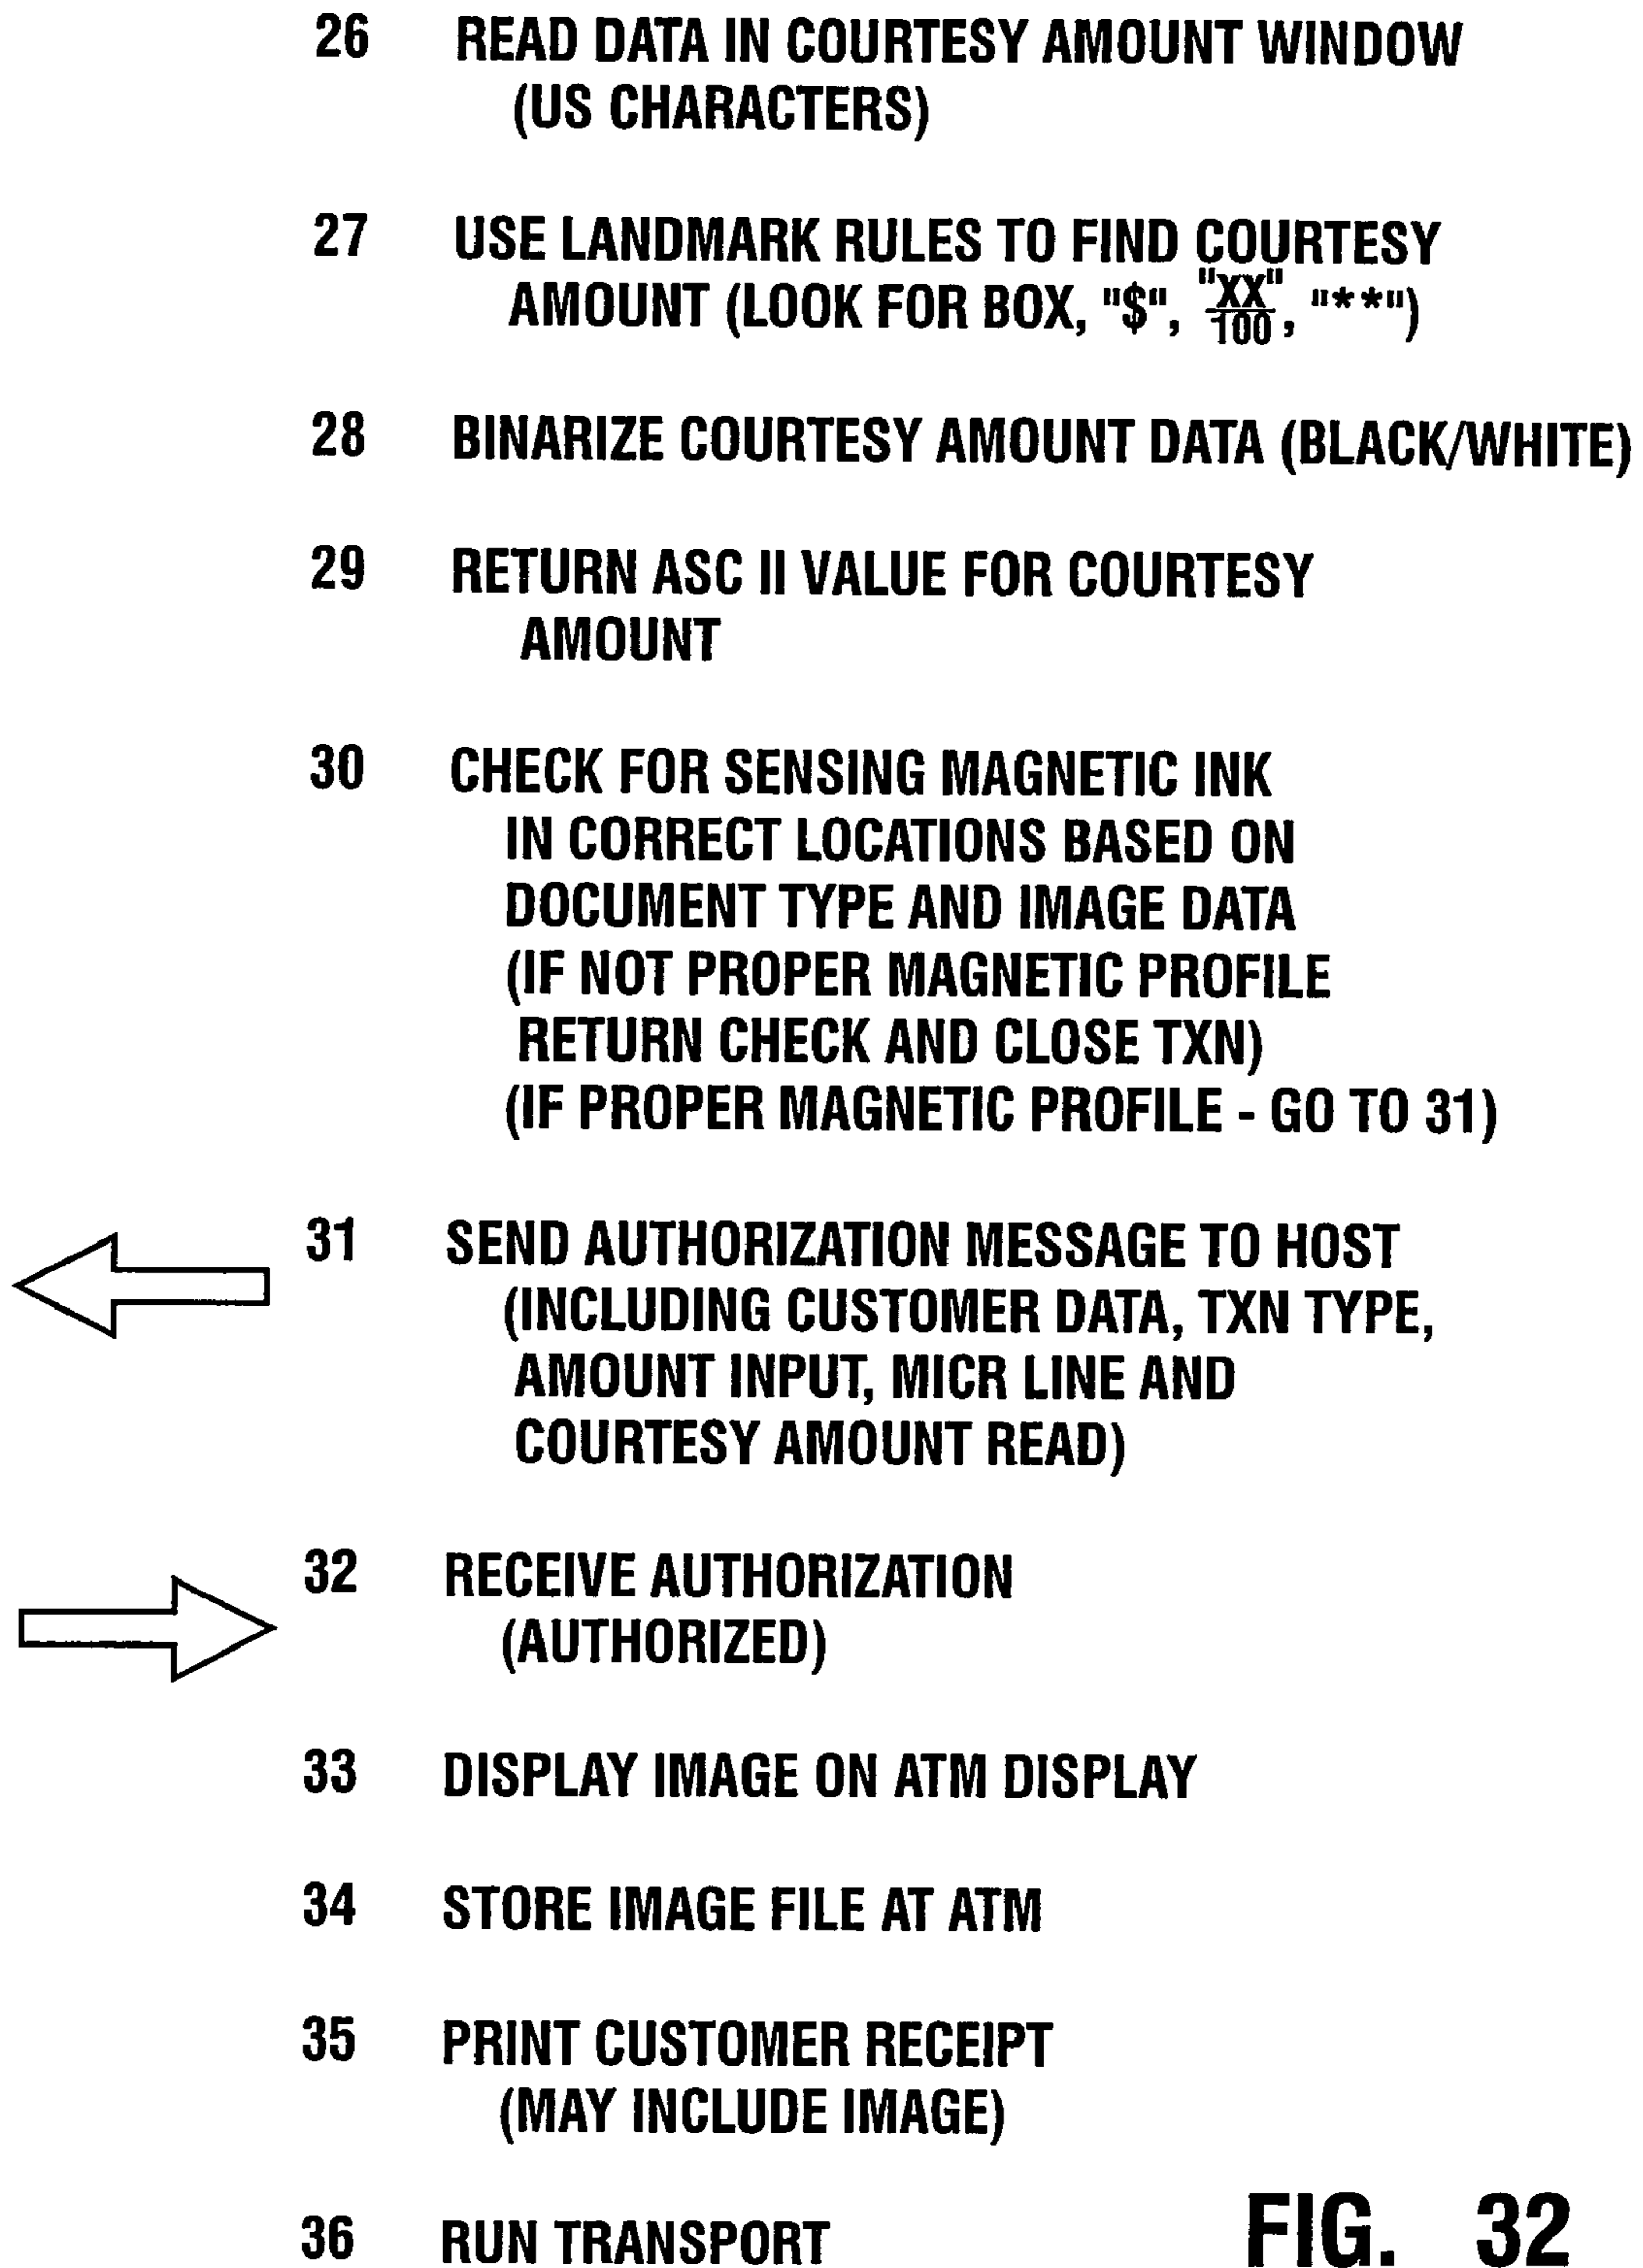 26 READ DATA IN COURTESY AMOUNT WINDOW
(US CHARACTERS)
27 USE LANDMARK RULES TO FIND COURTESY
AMOUNT (LOOK FOR BOX, "$", "XX"/100, "**")
28 BINARIZE COURTESY AMOUNT DATA (BLACK/WHITE)
29 RETURN ASC II VALUE FOR COURTESY
AMOUNT
30 CHECK FOR SENSING MAGNETIC INK
IN CORRECT LOCATIONS BASED ON
DOCUMENT TYPE AND IMAGE DATA
(IF NOT PROPER MAGNETIC PROFILE
RETURN CHECK AND CLOSE TXN)
(IF PROPER MAGNETIC PROFILE - GO TO 31)
31 SEND AUTHORIZATION MESSAGE TO HOST
(INCLUDING CUSTOMER DATA, TXN TYPE,
AMOUNT INPUT, MICR LINE AND
COURTESY AMOUNT READ)
32 RECEIVE AUTHORIZATION
(AUTHORIZED)
33 DISPLAY IMAGE ON ATM DISPLAY
34 STORE IMAGE FILE AT ATM
35 PRINT CUSTOMER RECEIPT
(MAY INCLUDE IMAGE)
36 RUN TRANSPORT
FIG. 32